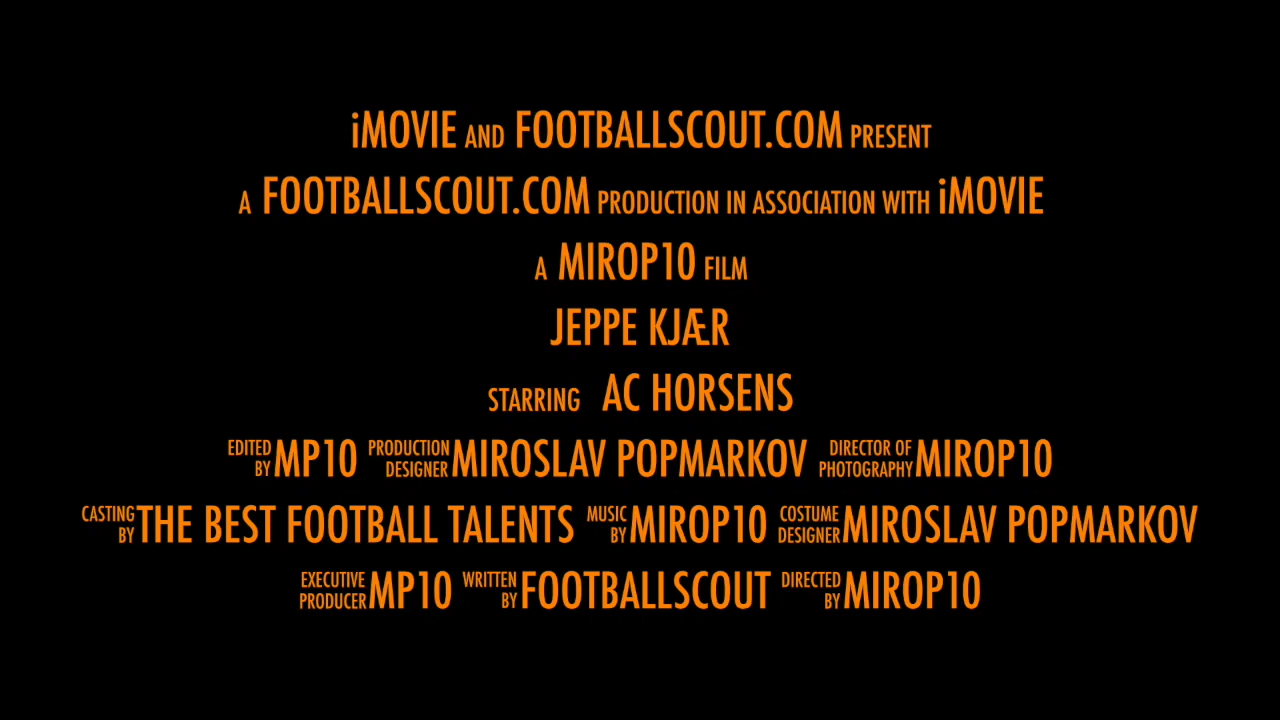 iMOVIE AND FOOTBALLSCOUT.COM PRESENT
A FOOTBALLSCOUT.COM PRODUCTION IN ASSOCIATION WITH iMOVIE
A MIROP10 FILM
JEPPE KJÆR
STARRING AC HORSENS
EDITED BY MP10 PRODUCTION DESIGNER MIROSLAV POPMARKOV DIRECTOR OF PHOTOGRAPHY MIROP10
CASTING BY THE BEST FOOTBALL TALENTS MUSIC BY MIROP10 COSTUME DESIGNER MIROSLAV POPMARKOV
EXECUTIVE PRODUCER MP10 WRITTEN BY FOOTBALLSCOUT DIRECTED BY MIROP10